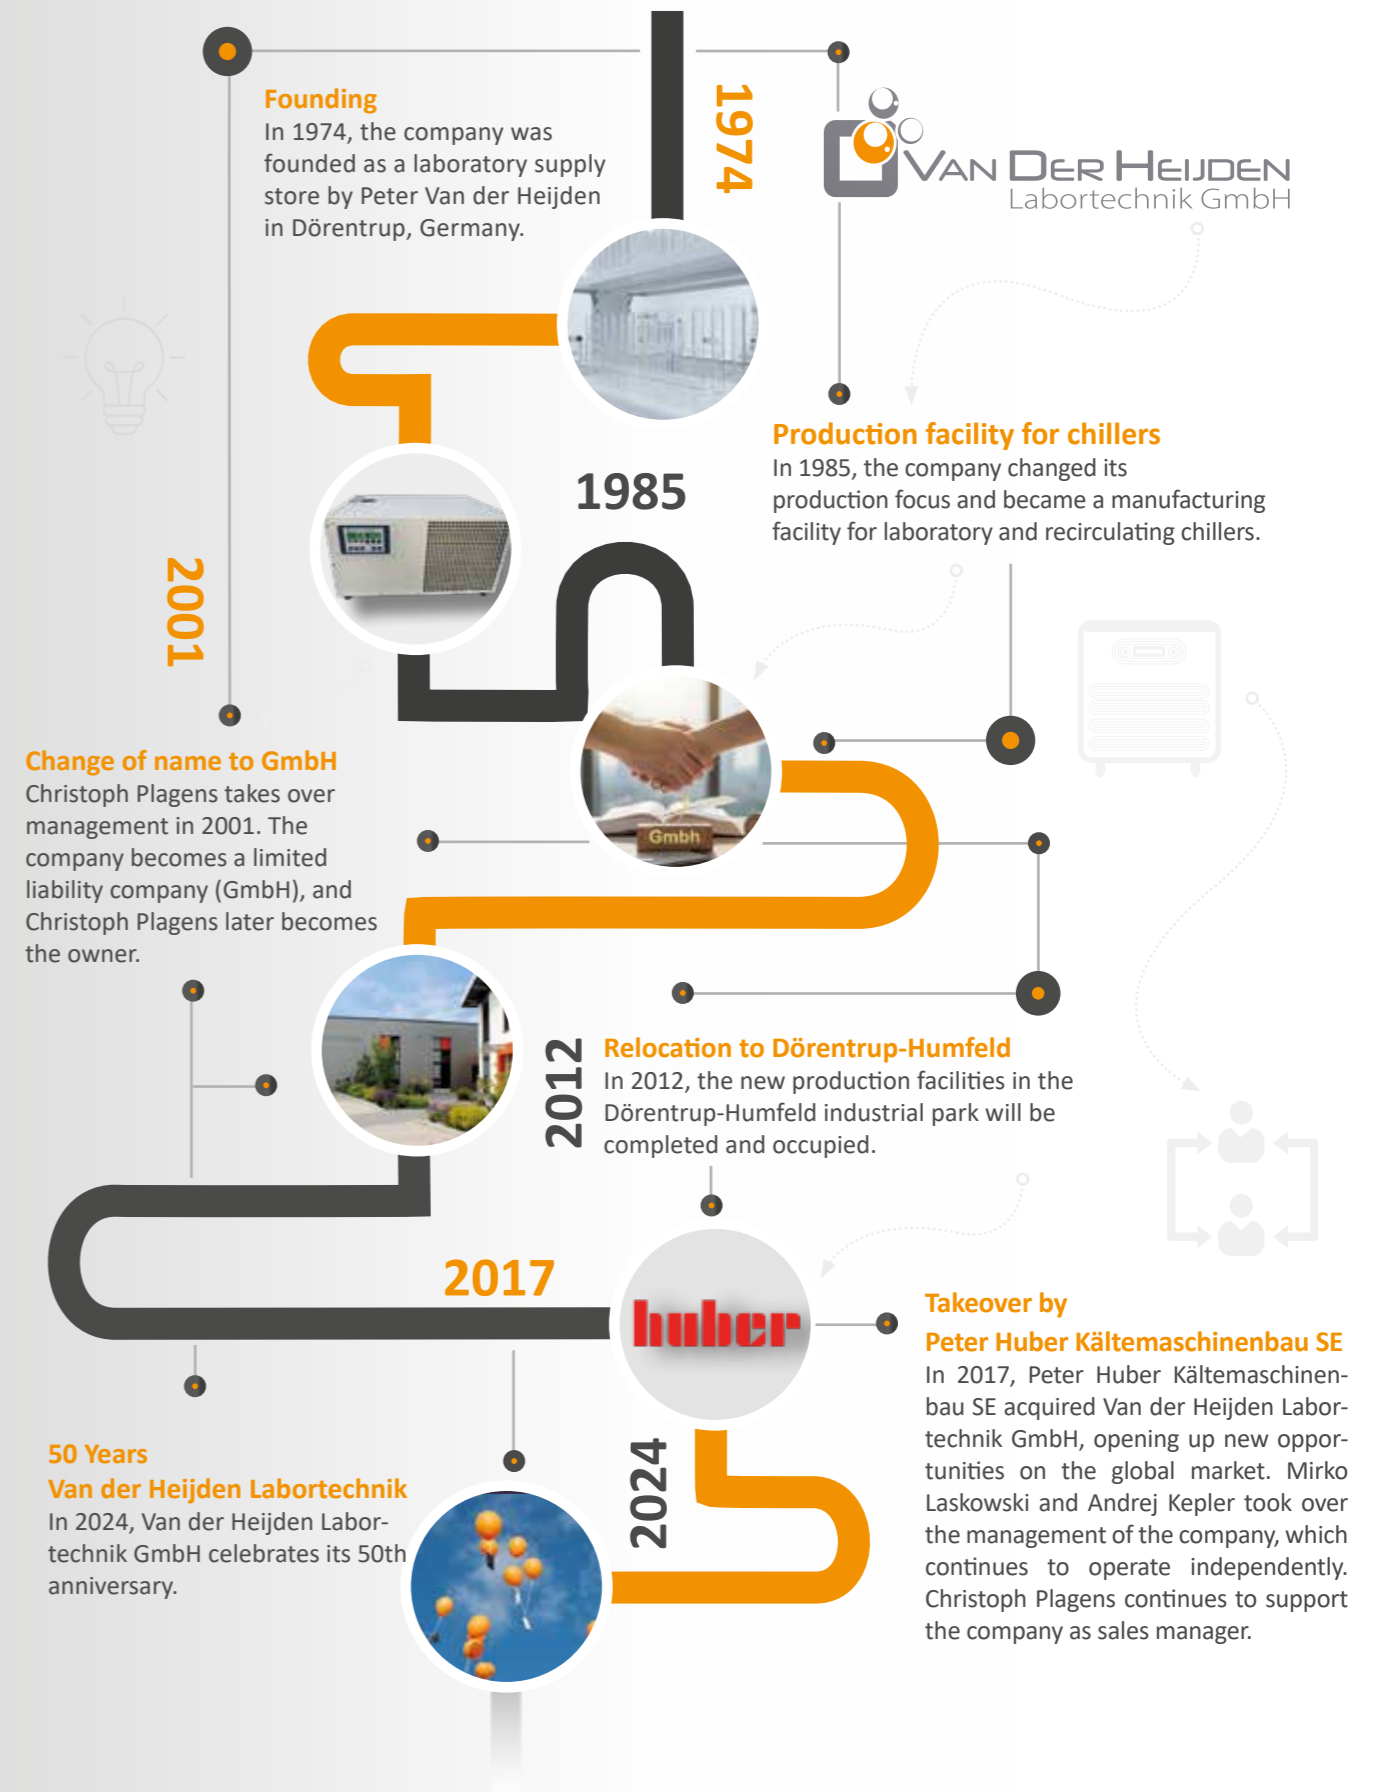 Founding
In 1974, the company was
founded as a laboratory supply
store by Peter Van der Heijden
in Dörentrup, Germany.
1974
VAN DER HEIJDEN
Labortechnik GmbH
Production facility for chillers
In 1985, the company changed its
production focus and became a manufacturing
facility for laboratory and recirculating chillers.
1985
2001
Change of name to GmbH
Christoph Plagens takes over
management in 2001. The
company becomes a limited
liability company (GmbH), and
Christoph Plagens later becomes
the owner.
Gmbh
2012
Relocation to Dörentrup-Humfeld
In 2012, the new production facilities in the
Dörentrup-Humfeld industrial park will be
completed and occupied.
2017
huber
Takeover by
Peter Huber Kältemaschinenbau SE
In 2017, Peter Huber Kältemaschinen-
bau SE acquired Van der Heijden Labor-
technik GmbH, opening up new oppor-
tunities on the global market. Mirko
Laskowski and Andrej Kepler took over
the management of the company, which
continues to operate independently.
Christoph Plagens continues to support
the company as sales manager.
2024
50 Years
Van der Heijden Labortechnik
In 2024, Van der Heijden Labor-
technik GmbH celebrates its 50th
anniversary.